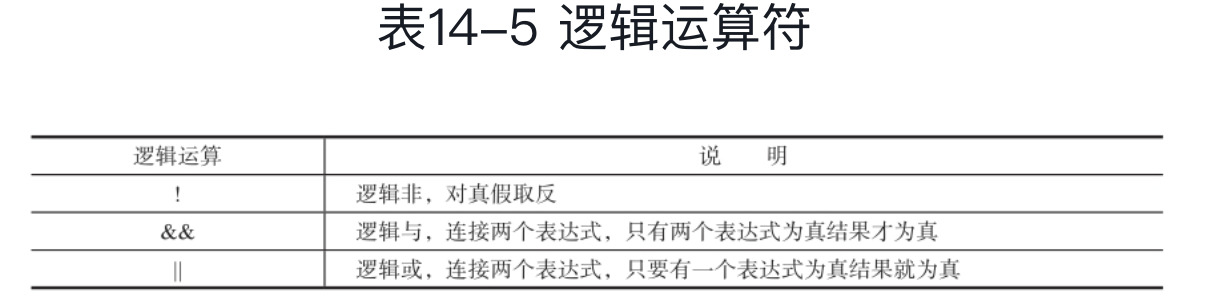 表14-5 逻辑运算符
逻辑运算 说 明
! 逻辑非，对真假取反
&& 逻辑与，连接两个表达式，只有两个表达式为真结果才为真
|| 逻辑或，连接两个表达式，只要有一个表达式为真结果就为真